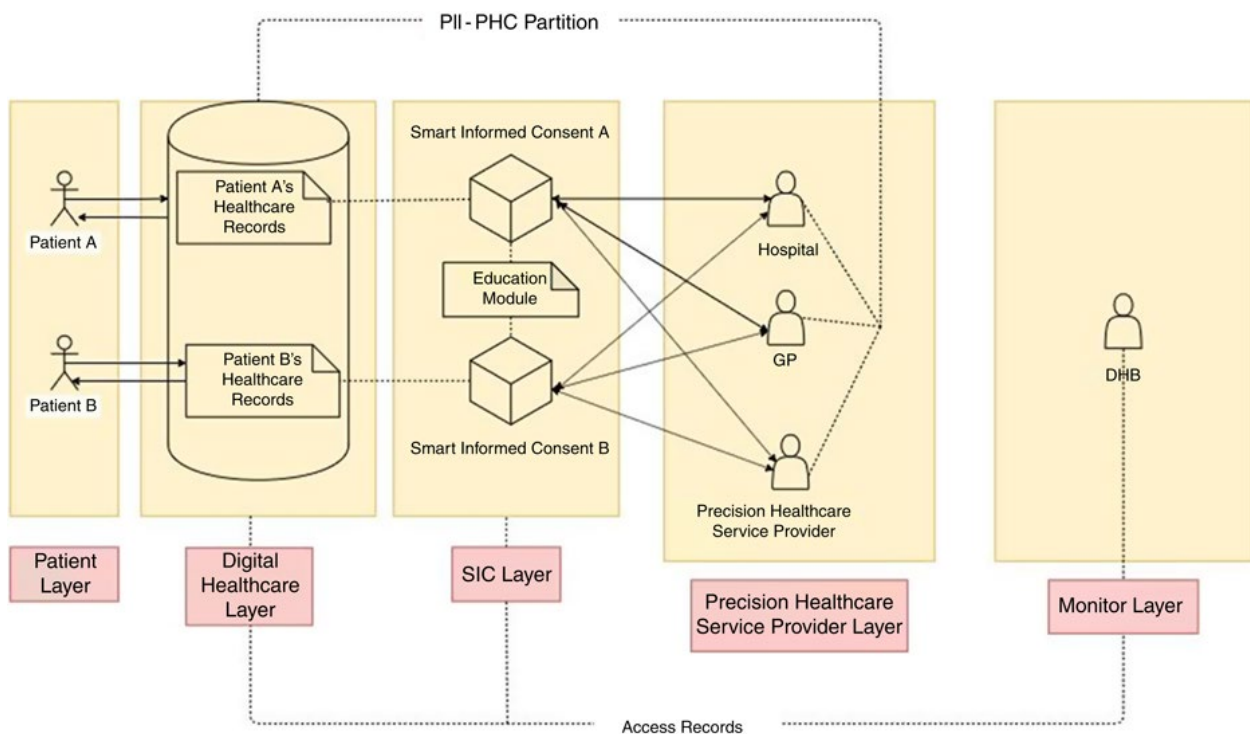 PII - PHC Partition
Smart Informed Consent A
Patient A's
Healthcare
Records
Patient A
Hospital
Education
Module
GP
DHB
Patient B's
Healthcare
Records
Patient B
Smart Informed Consent B
Precision Healthcare
Service Provider
Patient
Layer
Digital
Healthcare
Layer
SIC Layer
Precision Healthcare
Service Provider Layer
Monitor Layer
Access Records